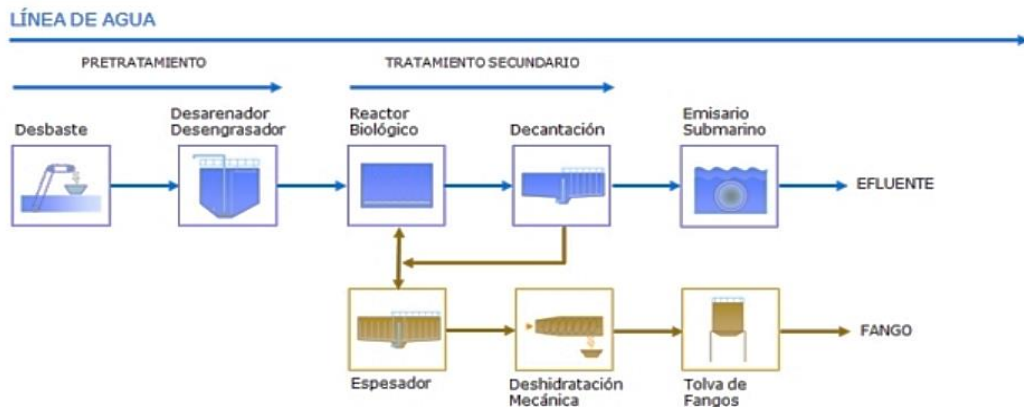 LÍNEA DE AGUA
PRETRATAMIENTO
TRATAMIENTO SECUNDARIO
Desbaste
Desarenador
Desengrasador
Reactor
Biológico
Decantación
Emisario
Submarino
EFLUENTE
Espesador
Deshidratación
Mecánica
Tolva de
Fangos
FANGO